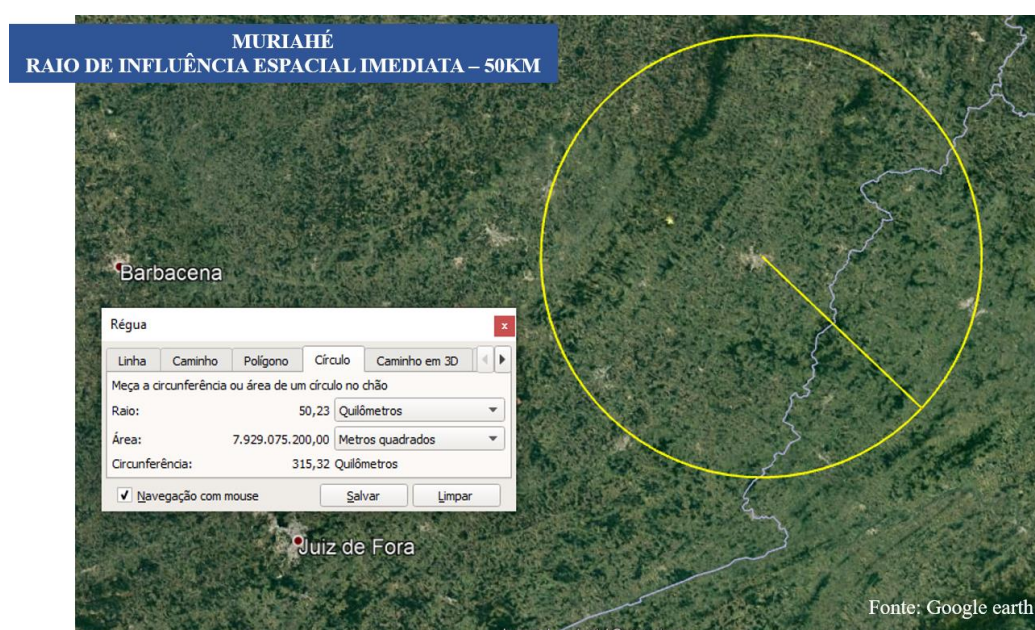 MURIAHÉ
RAIO DE INFLUÊNCIA ESPACIAL IMEDIATA – 50KM
Barbacena
Régua
x
Linha Caminho Polígono Círculo Caminho em 3D
Meça a circunferência ou área de um círculo no chão
Raio: 50,23 Quilômetros
Área: 7.929.075.200,00 Metros quadrados
Circunferência: 315,32 Quilômetros
Navegação com mouse Salvar Limpar
Juiz de Fora
Fonte: Google earth